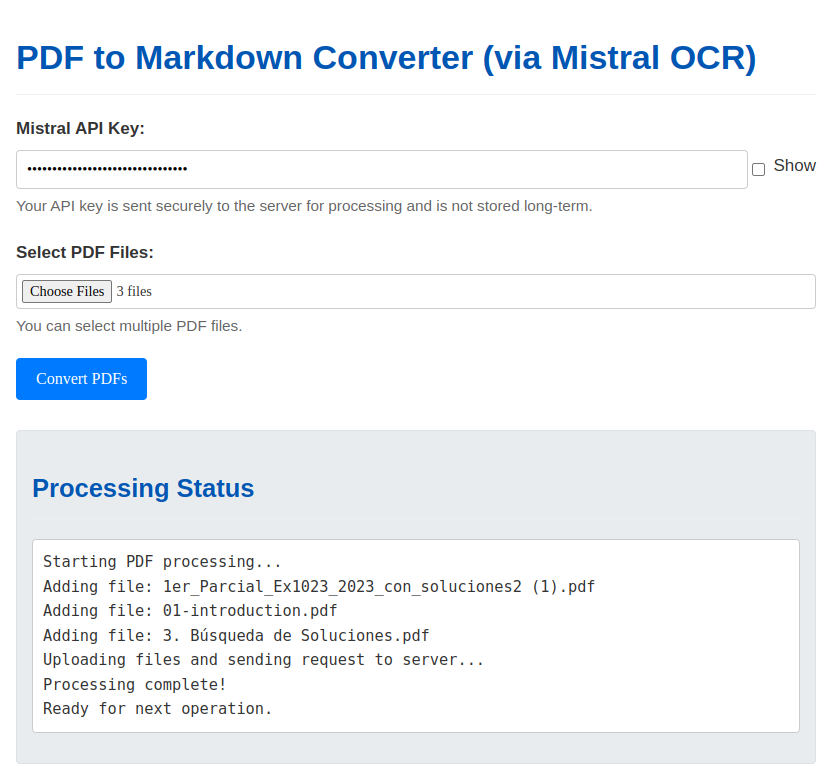 PDF to Markdown Converter (via Mistral OCR)
Mistral API Key:
••••••••••••••••••••••••••••••••
Show
Your API key is sent securely to the server for processing and is not stored long-term.
Select PDF Files:
Choose Files 3 files
You can select multiple PDF files.
Convert PDFs
Processing Status
Starting PDF processing...
Adding file: 1er_Parcial_Ex1023_2023_con_soluciones2 (1).pdf
Adding file: 01-introduction.pdf
Adding file: 3. Búsqueda de Soluciones.pdf
Uploading files and sending request to server...
Processing complete!
Ready for next operation.